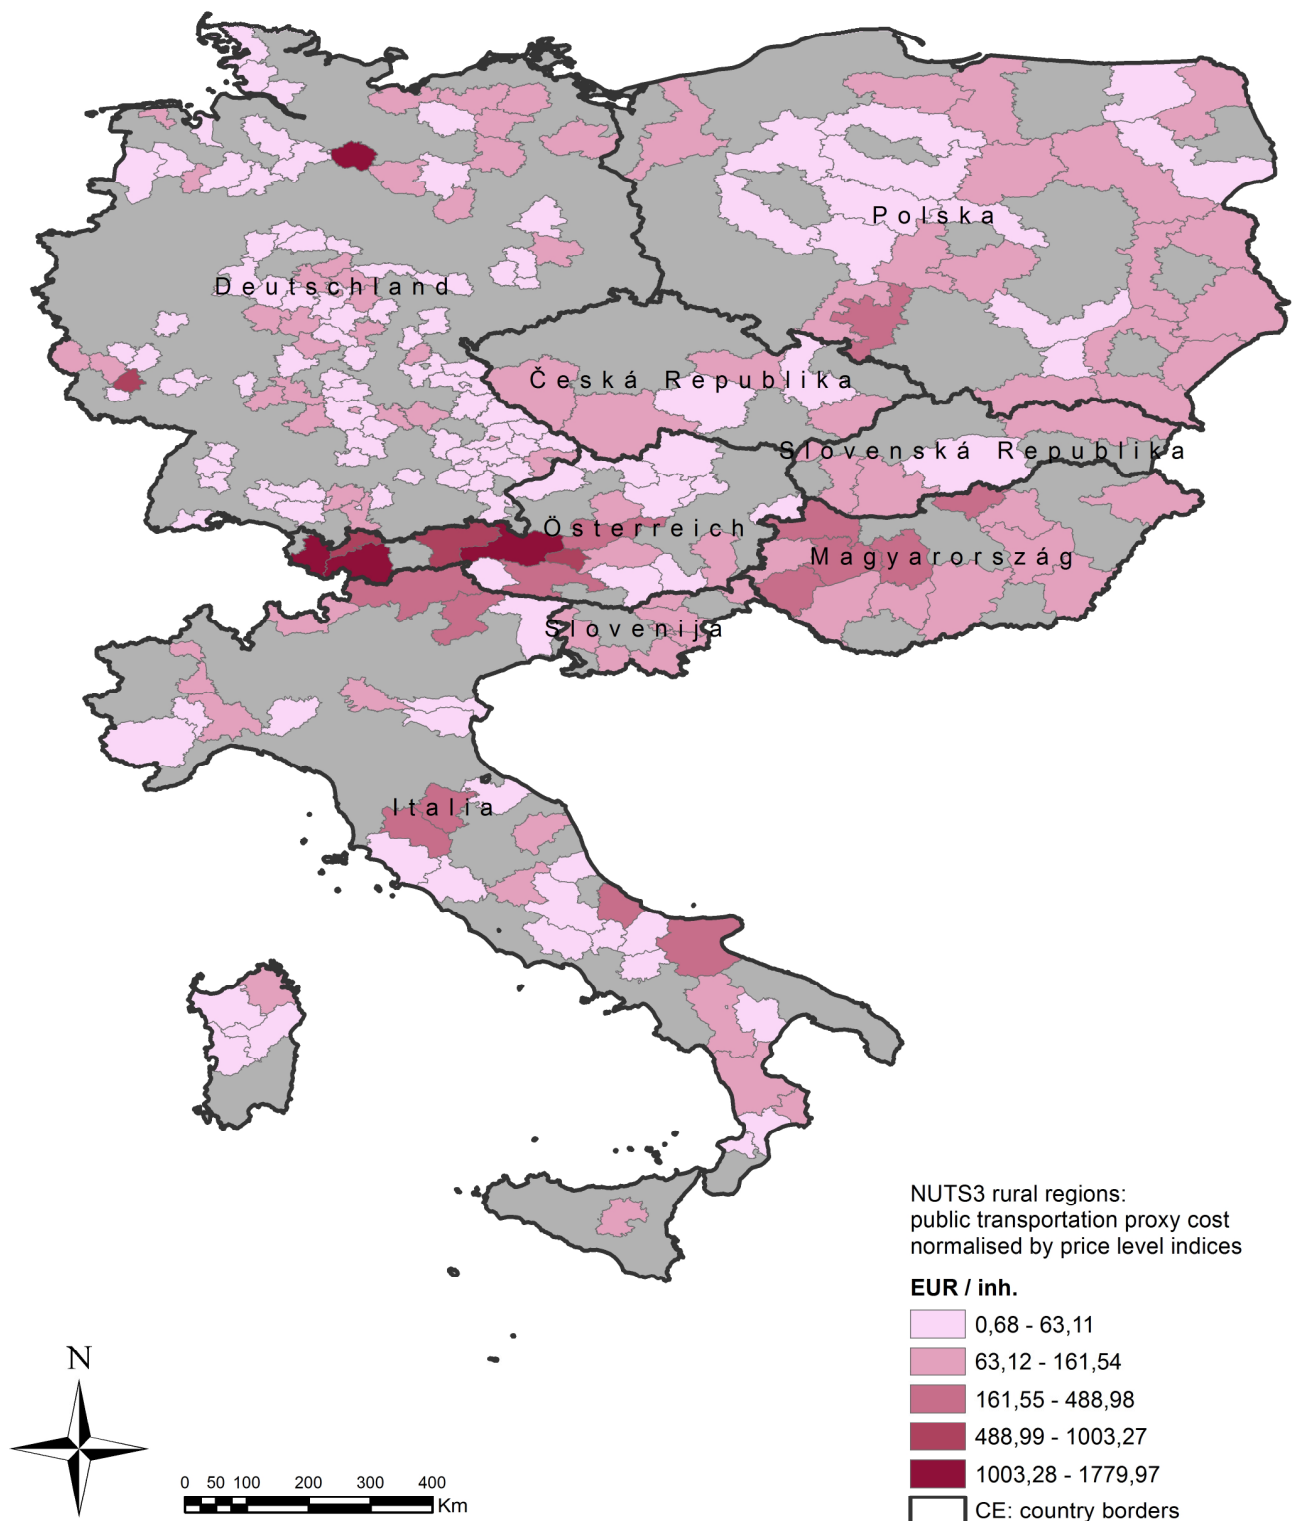 Polska
Deutschland
Česká Republika
Slovenská Republika
Österreich
Magyarország
Slovenija
Italia
NUTS3 rural regions:
public transportation proxy cost
normalised by price level indices
EUR / inh.
0,68 - 63,11
63,12 - 161,54
161,55 - 488,98
488,99 - 1003,27
1003,28 - 1779,97
CE: country borders
N
0 50 100 200 300 400
Km